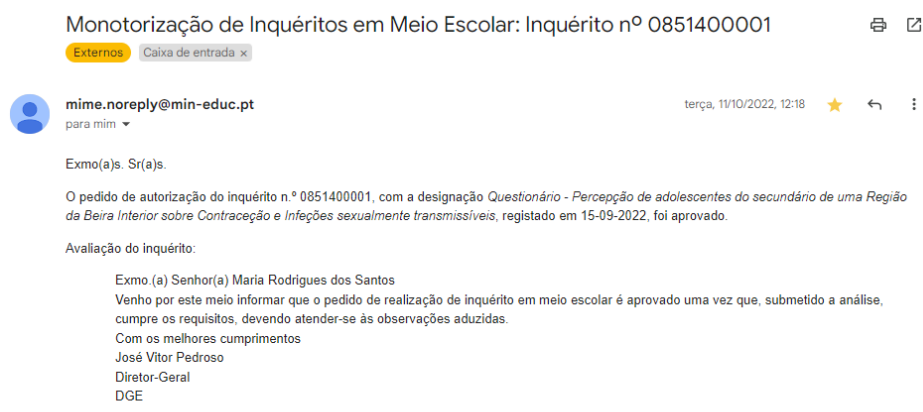 Monotorização de Inquéritos em Meio Escolar: Inquérito nº 0851400001
Externos Caixa de entrada ×
mime.noreply@min-educ.pt terça, 11/10/2022, 12:18
para mim
Exmo(a)s. Sr(a)s.
O pedido de autorização do inquérito n.º 0851400001, com a designação Questionário - Percepção de adolescentes do secundário de uma Região
da Beira Interior sobre Contraceção e Infeções sexualmente transmissíveis, registado em 15-09-2022, foi aprovado.
Avaliação do inquérito:
Exmo.(a) Senhor(a) Maria Rodrigues dos Santos
Venho por este meio informar que o pedido de realização de inquérito em meio escolar é aprovado uma vez que, submetido a análise,
cumpre os requisitos, devendo atender-se às observações aduzidas.
Com os melhores cumprimentos
José Vitor Pedroso
Diretor-Geral
DGE